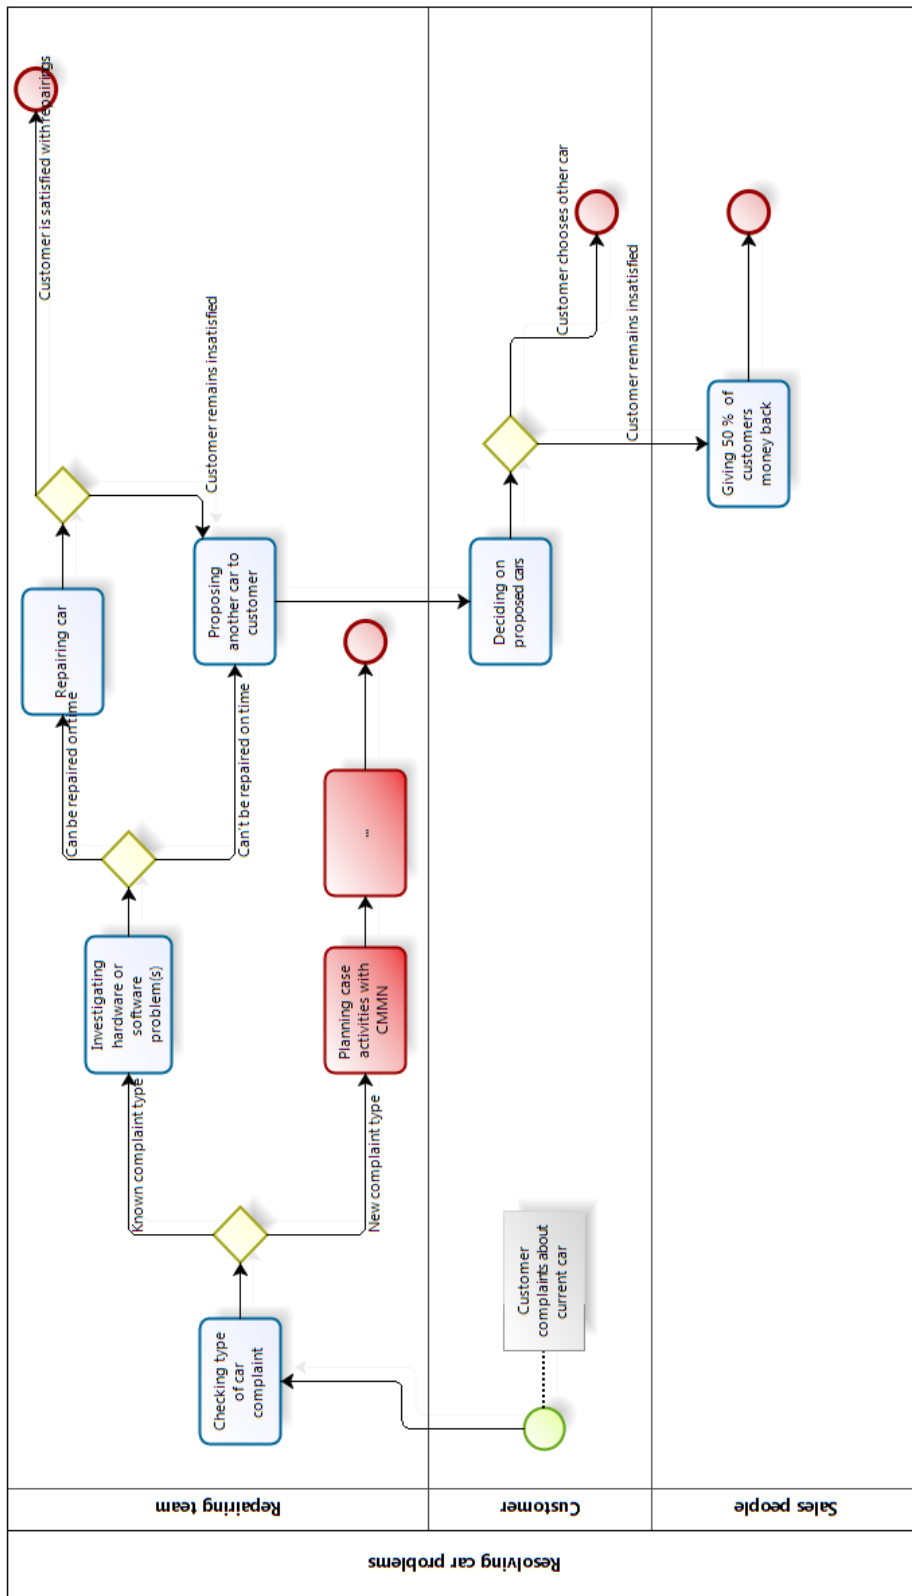 Resolving car problems
Repairing team
Checking type
of car
complaint
Known complaint type
New complaint type
Investigating
hardware or
software
problem(s)
Can be repaired on time
Can't be repaired on time
Repairing car
Customer is satisfied with repairings
Customer remains insatisfied
Proposing
another car to
customer
Planning case
activities with
CMMN
...
Customer
Customer
complaints about
current car
Deciding on
proposed cars
Customer chooses other car
Customer remains insatisfied
Sales people
Giving 50 % of
customers
money back